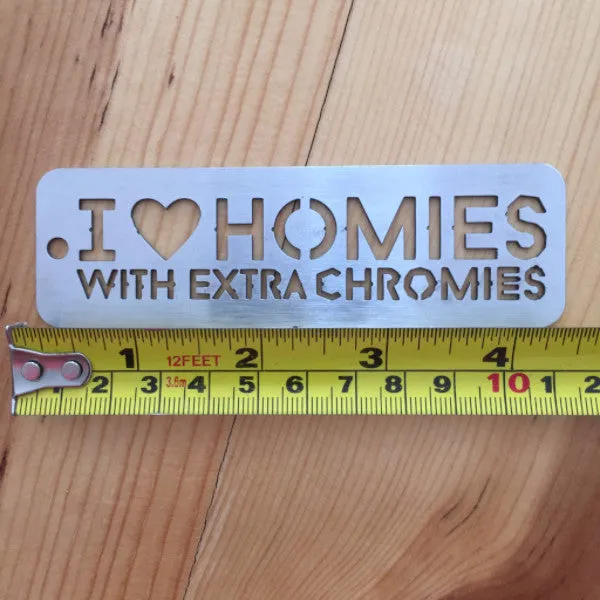 I ❤ HOMIES
WITH EXTRA CHROMIES
1 12FEET 2 3 4
2 3 3.6m 4 5 6 7 8 9 10 1 2